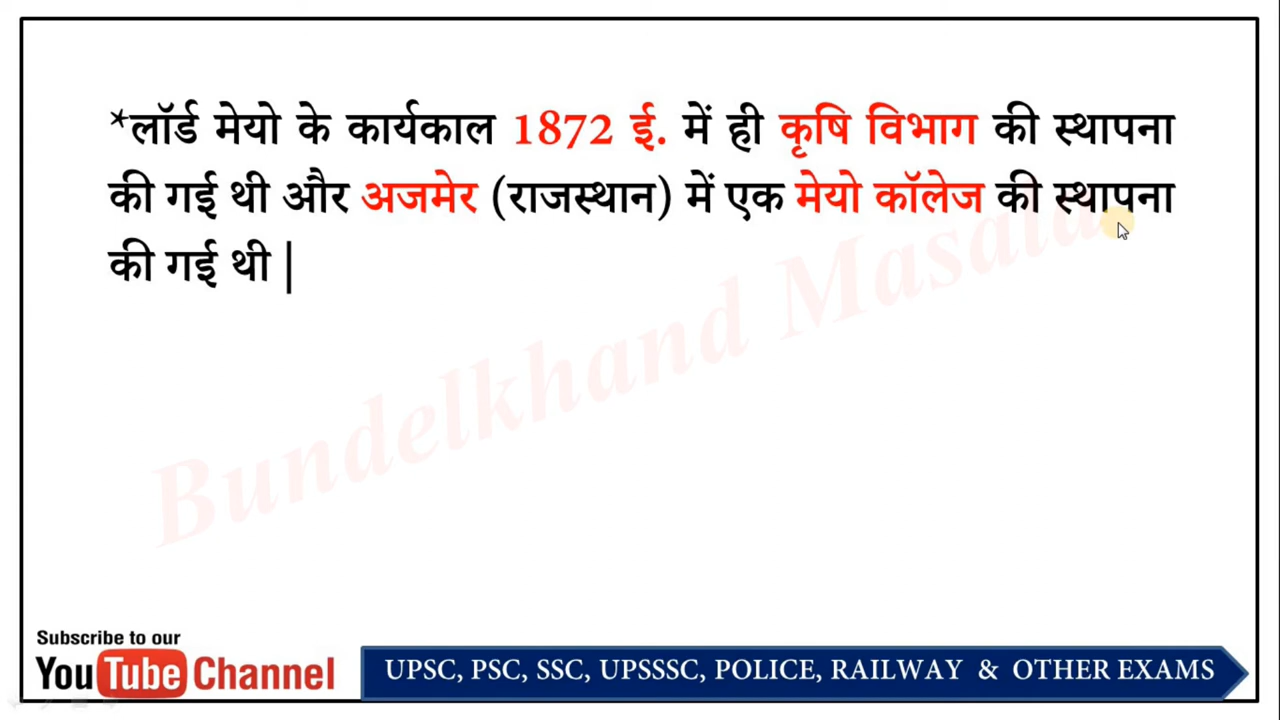 *लॉर्ड मेयो के कार्यकाल 1872 ई. में ही कृषि विभाग की स्थापना
की गई थी और अजमेर (राजस्थान) में एक मेयो कॉलेज की स्थापना
की गई थी |
Bundelkhand Masala
Subscribe to our
YouTube Channel
UPSC, PSC, SSC, UPSSSC, POLICE, RAILWAY & OTHER EXAMS